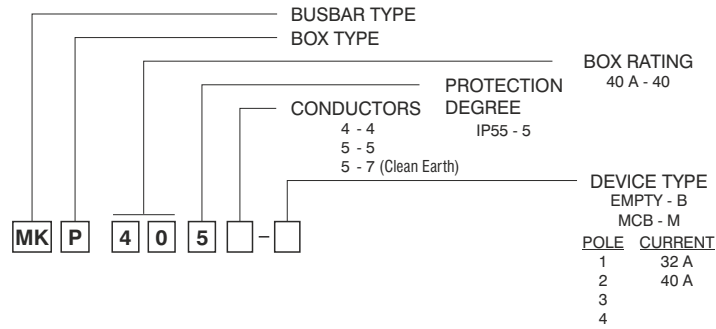 BUSBAR TYPE
BOX TYPE
BOX RATING
40 A - 40
PROTECTION
DEGREE
IP55 - 5
CONDUCTORS
4 - 4
5 - 5
5 - 7 (Clean Earth)
DEVICE TYPE
EMPTY - B
MCB - M
POLE CURRENT
1 32 A
2 40 A
3
4
MK P 4 0 5 -